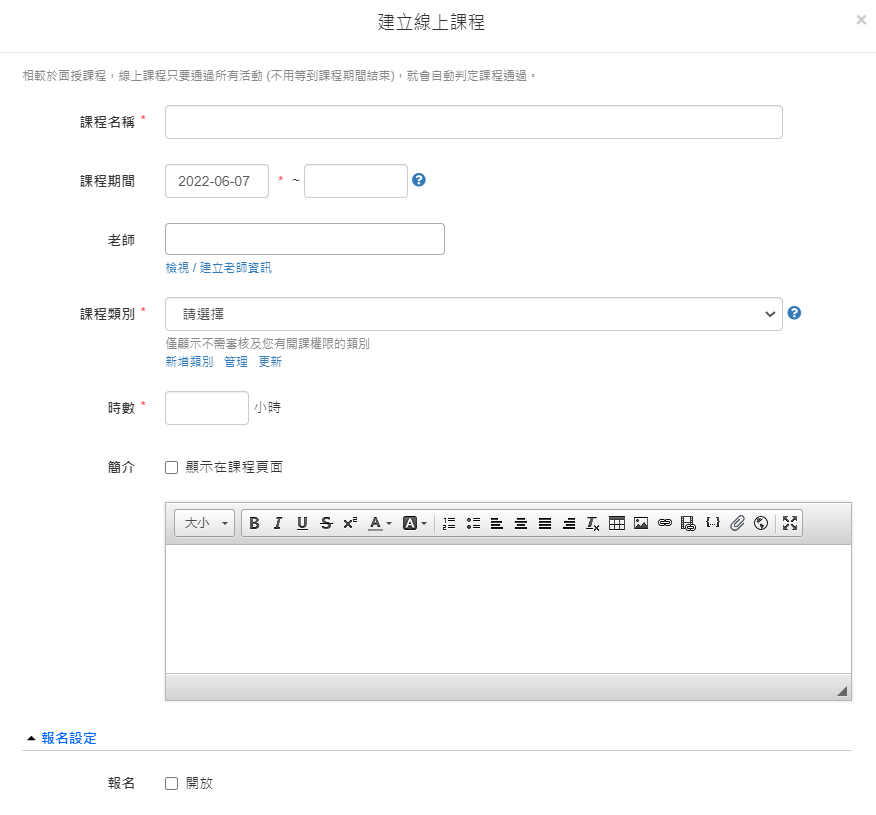 建立線上課程 ×
相較於面授課程，線上課程只要通過所有活動 (不用等到課程期間結束)，就會自動判定課程通過。
課程名稱 *
課程期間 2022-06-07 * ~ ?
老師
檢視 / 建立老師資訊
課程類別 * 請選擇 ?
僅顯示不需審核及您有開課權限的類別
新增類別 管理 更新
時數 * 小時
簡介 顯示在課程頁面
大小 B I U S x² A A Ix {...}
報名設定
報名 開放